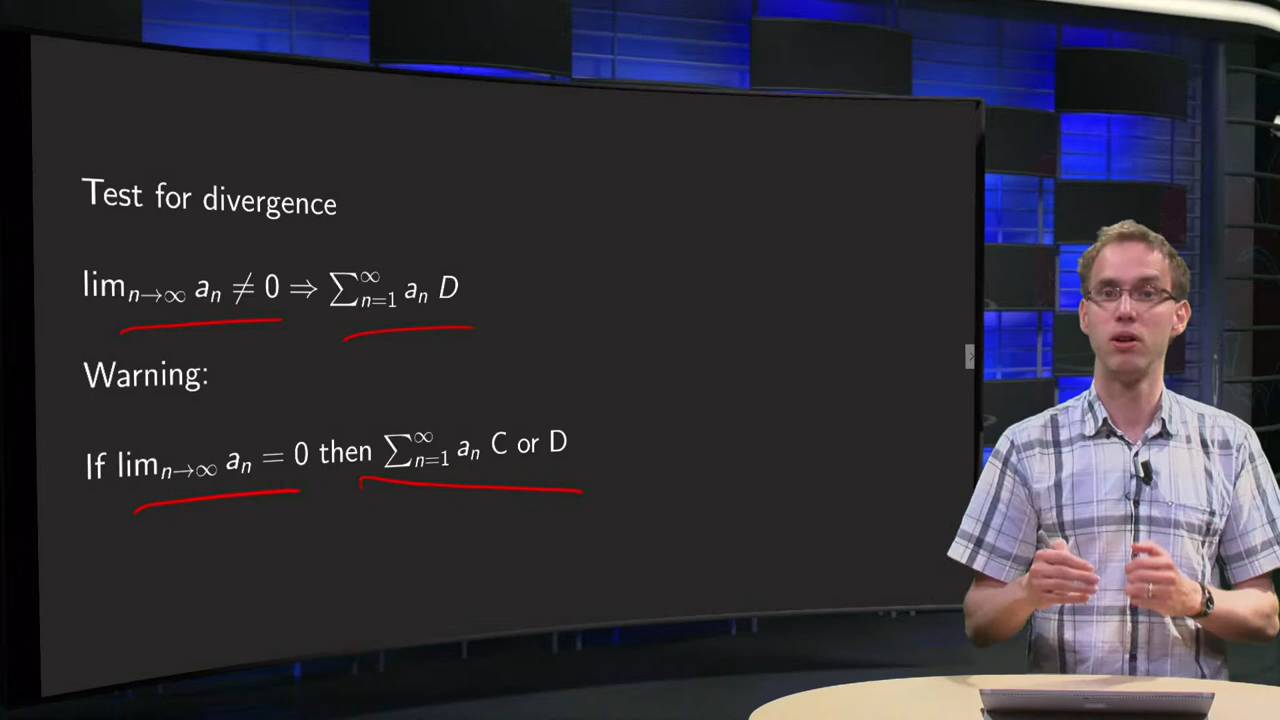 Test for divergence
lim_{n→∞} a_n ≠ 0 ⇒ ∑_{n=1}^{∞} a_n D
Warning:
If lim_{n→∞} a_n = 0 then ∑_{n=1}^{∞} a_n C or D